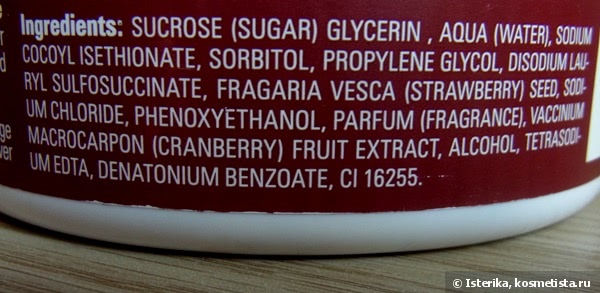 Ingredients: SUCROSE (SUGAR) GLYCERIN , AQUA (WATER), SODIUM
COCOYL ISETHIONATE, SORBITOL, PROPYLENE GLYCOL, DISODIUM LAU-
RYL SULFOSUCCINATE, FRAGARIA VESCA (STRAWBERRY) SEED, SODI-
UM CHLORIDE, PHENOXYETHANOL, PARFUM (FRAGRANCE), VACCINIUM
MACROCARPON (CRANBERRY) FRUIT EXTRACT, ALCOHOL, TETRASODI-
UM EDTA, DENATONIUM BENZOATE, CI 16255.
© Isterika, kosmetista.ru